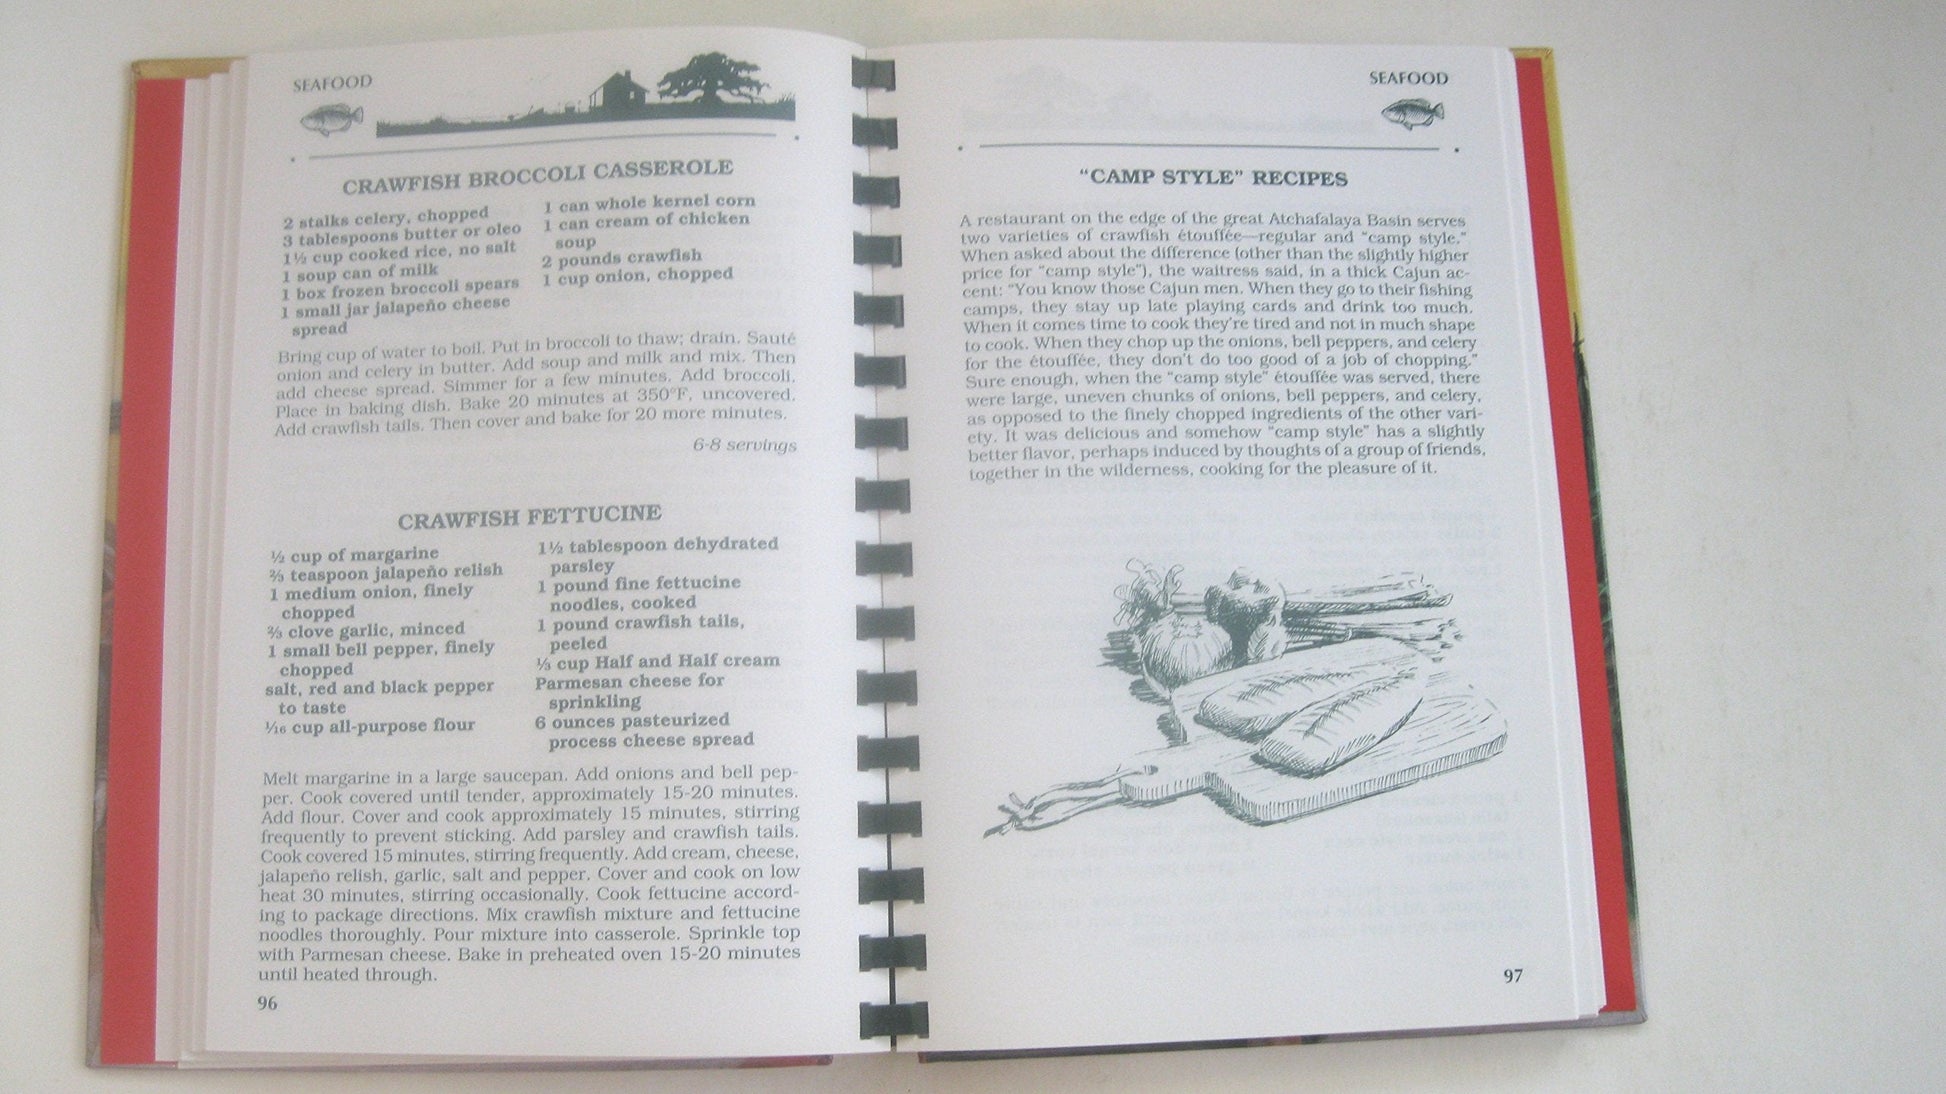 SEAFOOD
CRAWFISH BROCCOLI CASSEROLE
2 stalks celery, chopped
3 tablespoons butter or oleo
1½ cup cooked rice, no salt
1 soup can of milk
1 box frozen broccoli spears
1 small jar jalapeño cheese
spread
1 can whole kernel corn
1 can cream of chicken
soup
2 pounds crawfish
1 cup onion, chopped
Bring cup of water to boil. Put in broccoli to thaw; drain. Sauté
onion and celery in butter. Add soup and milk and mix. Then
add cheese spread. Simmer for a few minutes. Add broccoli.
Place in baking dish. Bake 20 minutes at 350°F, uncovered.
Add crawfish tails. Then cover and bake for 20 more minutes.
6-8 servings
CRAWFISH FETTUCINE
½ cup of margarine
⅔ teaspoon jalapeño relish
1 medium onion, finely
chopped
⅔ clove garlic, minced
1 small bell pepper, finely
chopped
salt, red and black pepper
to taste
1/16 cup all-purpose flour
1½ tablespoon dehydrated
parsley
1 pound fine fettucine
noodles, cooked
1 pound crawfish tails,
peeled
⅓ cup Half and Half cream
Parmesan cheese for
sprinkling
6 ounces pasteurized
process cheese spread
Melt margarine in a large saucepan. Add onions and bell pep-
per. Cook covered until tender, approximately 15-20 minutes.
Add flour. Cover and cook approximately 15 minutes, stirring
frequently to prevent sticking. Add parsley and crawfish tails.
Cook covered 15 minutes, stirring frequently. Add cream, cheese,
jalapeño relish, garlic, salt and pepper. Cover and cook on low
heat 30 minutes, stirring occasionally. Cook fettucine accord-
ing to package directions. Mix crawfish mixture and fettucine
noodles thoroughly. Pour mixture into casserole. Sprinkle top
with Parmesan cheese. Bake in preheated oven 15-20 minutes
until heated through.
96
SEAFOOD
“CAMP STYLE” RECIPES
A restaurant on the edge of the great Atchafalaya Basin serves
two varieties of crawfish étouffée—regular and “camp style.”
When asked about the difference (other than the slightly higher
price for “camp style”), the waitress said, in a thick Cajun ac-
cent: “You know those Cajun men. When they go to their fishing
camps, they stay up late playing cards and drink too much.
When it comes time to cook they're tired and not in much shape
to cook. When they chop up the onions, bell peppers, and celery
for the étouffée, they don't do too good of a job of chopping.”
Sure enough, when the “camp style” étouffée was served, there
were large, uneven chunks of onions, bell peppers, and celery,
as opposed to the finely chopped ingredients of the other vari-
ety. It was delicious and somehow “camp style” has a slightly
better flavor, perhaps induced by thoughts of a group of friends,
together in the wilderness, cooking for the pleasure of it.
97